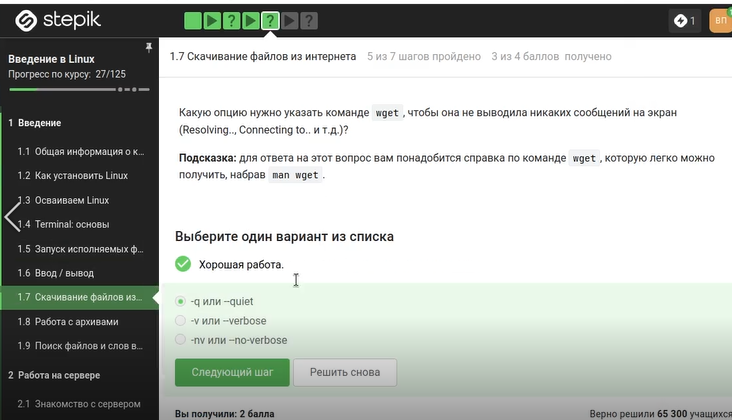 stepik
1
ВП
Введение в Linux
Прогресс по курсу: 27/125
1.7 Скачивание файлов из интернета 5 из 7 шагов пройдено 3 из 4 баллов получено
1 Введение
1.1 Общая информация о к...
1.2 Как установить Linux
1.3 Осваиваем Linux
1.4 Terminal: основы
1.5 Запуск исполняемых ф...
1.6 Ввод / вывод
1.7 Скачивание файлов из...
1.8 Работа с архивами
1.9 Поиск файлов и слов в...
2 Работа на сервере
2.1 Знакомство с сервером
Какую опцию нужно указать команде wget, чтобы она не выводила никаких сообщений на экран
(Resolving.., Connecting to.. и т.д.)?
Подсказка: для ответа на этот вопрос вам понадобится справка по команде wget, которую легко можно
получить, набрав man wget.
Выберите один вариант из списка
Хорошая работа.
-q или --quiet
-v или --verbose
-nv или --no-verbose
Следующий шаг Решить снова
Вы получили: 2 балла Верно решили 65 300 учащихся